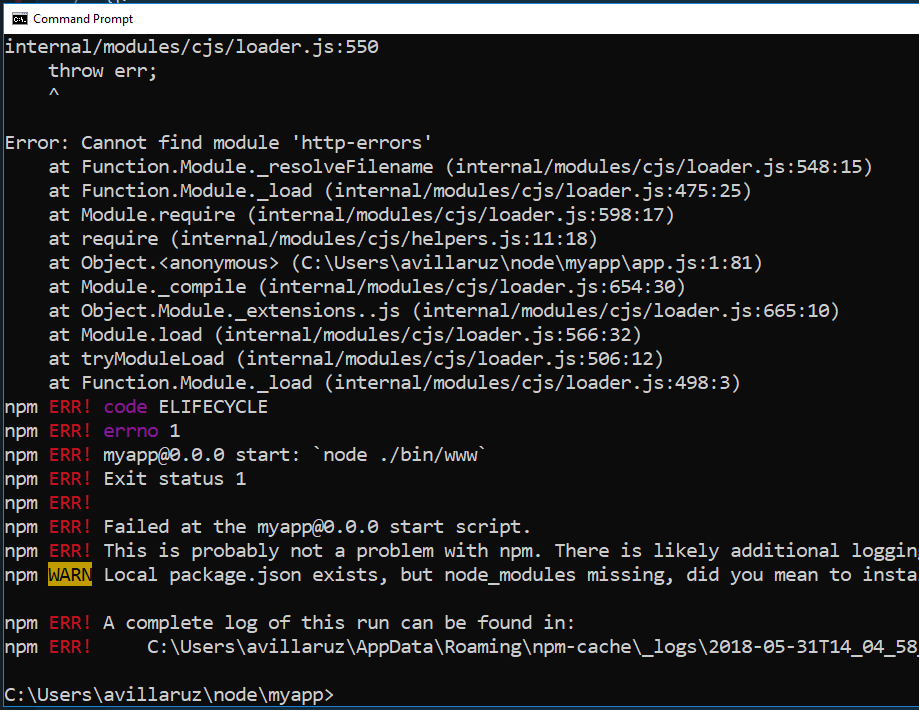 Command Prompt
internal/modules/cjs/loader.js:550
    throw err;
    ^
Error: Cannot find module 'http-errors'
    at Function.Module._resolveFilename (internal/modules/cjs/loader.js:548:15)
    at Function.Module._load (internal/modules/cjs/loader.js:475:25)
    at Module.require (internal/modules/cjs/loader.js:598:17)
    at require (internal/modules/cjs/helpers.js:11:18)
    at Object.<anonymous> (C:\Users\avillaruz\node\myapp\app.js:1:81)
    at Module._compile (internal/modules/cjs/loader.js:654:30)
    at Object.Module._extensions..js (internal/modules/cjs/loader.js:665:10)
    at Module.load (internal/modules/cjs/loader.js:566:32)
    at tryModuleLoad (internal/modules/cjs/loader.js:506:12)
    at Function.Module._load (internal/modules/cjs/loader.js:498:3)
npm ERR! code ELIFECYCLE
npm ERR! errno 1
npm ERR! myapp@0.0.0 start: `node ./bin/www`
npm ERR! Exit status 1
npm ERR!
npm ERR! Failed at the myapp@0.0.0 start script.
npm ERR! This is probably not a problem with npm. There is likely additional logging
npm WARN Local package.json exists, but node_modules missing, did you mean to insta
npm ERR! A complete log of this run can be found in:
npm ERR!     C:\Users\avillaruz\AppData\Roaming\npm-cache\_logs\2018-05-31T14_04_58_
C:\Users\avillaruz\node\myapp>